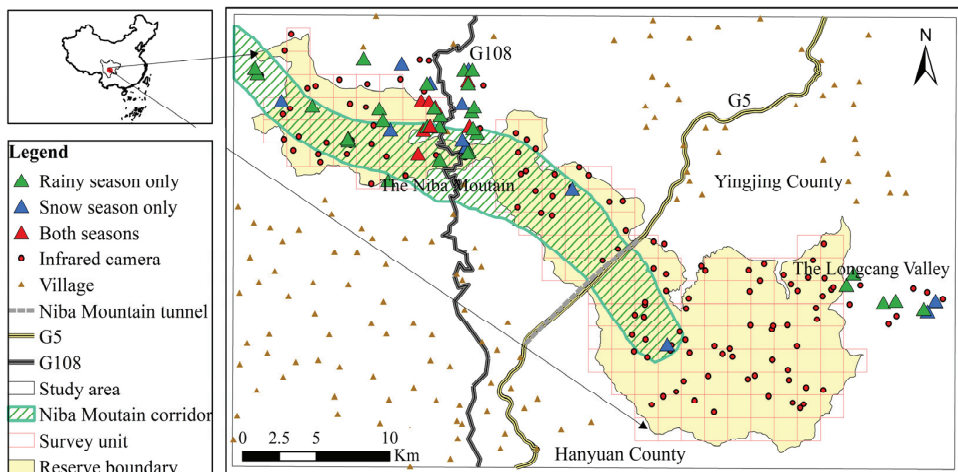 Legend
Rainy season only
Snow season only
Both seasons
Infrared camera
Village
Niba Mountain tunnel
G5
G108
Study area
Niba Moutain corridor
Survey unit
Reserve boundary
G108
N
G5
The Niba Moutain
Yingjing County
The Longcang Valley
0 2.5 5 10
Km
Hanyuan County